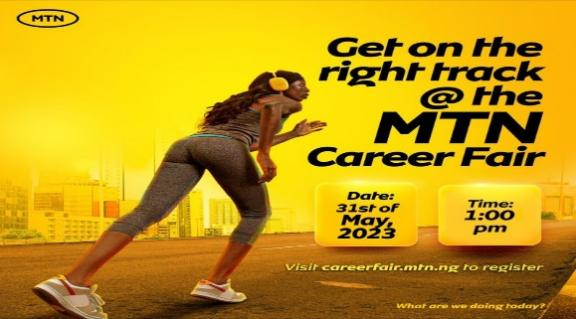 MTN
Get on the
right track
@ the
MTN
Career Fair
Date:
31st of
May,
2023
Time:
1:00
pm
Visit careerfair.mtn.ng to register
What are we doing today?